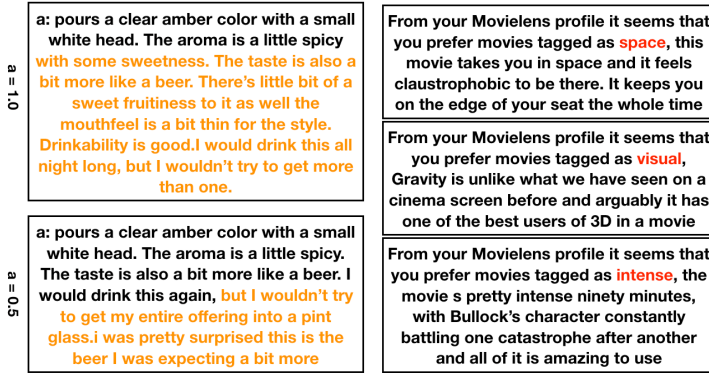 a = 1.0
a: pours a clear amber color with a small
white head. The aroma is a little spicy
with some sweetness. The taste is also a
bit more like a beer. There's little bit of a
sweet fruitiness to it as well the
mouthfeel is a bit thin for the style.
Drinkability is good.I would drink this all
night long, but I wouldn't try to get more
than one.
a = 0.5
a: pours a clear amber color with a small
white head. The aroma is a little spicy.
The taste is also a bit more like a beer. I
would drink this again, but I wouldn't try
to get my entire offering into a pint
glass.i was pretty surprised this is the
beer I was expecting a bit more
From your Movielens profile it seems that
you prefer movies tagged as space, this
movie takes you in space and it feels
claustrophobic to be there. It keeps you
on the edge of your seat the whole time
From your Movielens profile it seems that
you prefer movies tagged as visual,
Gravity is unlike what we have seen on a
cinema screen before and arguably it has
one of the best users of 3D in a movie
From your Movielens profile it seems that
you prefer movies tagged as intense, the
movie s pretty intense ninety minutes,
with Bullock's character constantly
battling one catastrophe after another
and all of it is amazing to use